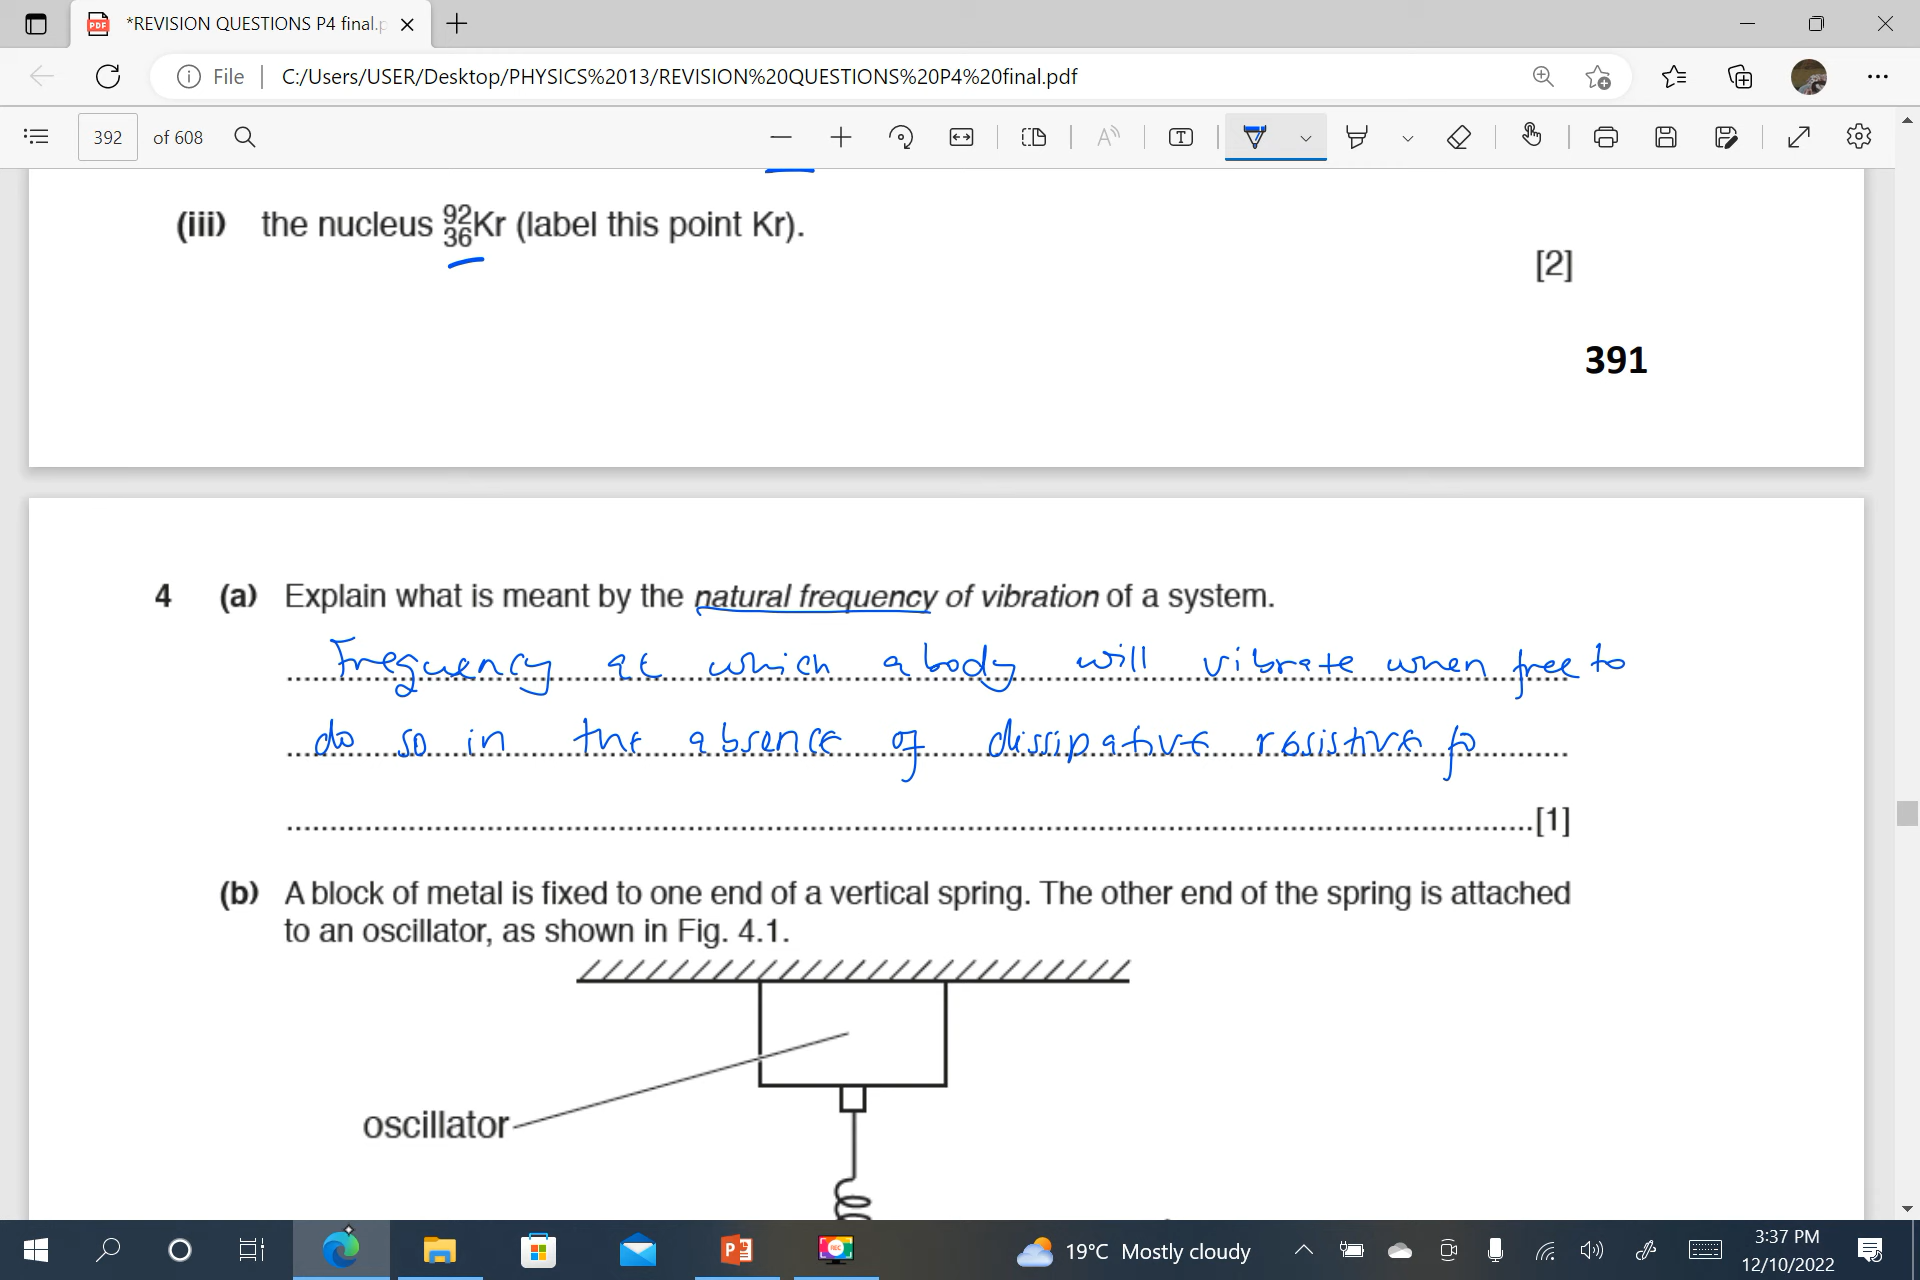 *REVISION QUESTIONS P4 final.p
File
C:/Users/USER/Desktop/PHYSICS%2013/REVISION%20QUESTIONS%20P4%20final.pdf
392 of 608
(iii) the nucleus ⁹²₃₆Kr (label this point Kr).
[2]
391
4 (a) Explain what is meant by the natural frequency of vibration of a system.
Frequency at which a body will vibrate when free to
do so in the absence of dissipative resistive fo
[1]
(b) A block of metal is fixed to one end of a vertical spring. The other end of the spring is attached
to an oscillator, as shown in Fig. 4.1.
oscillator
19°C Mostly cloudy
3:37 PM
12/10/2022